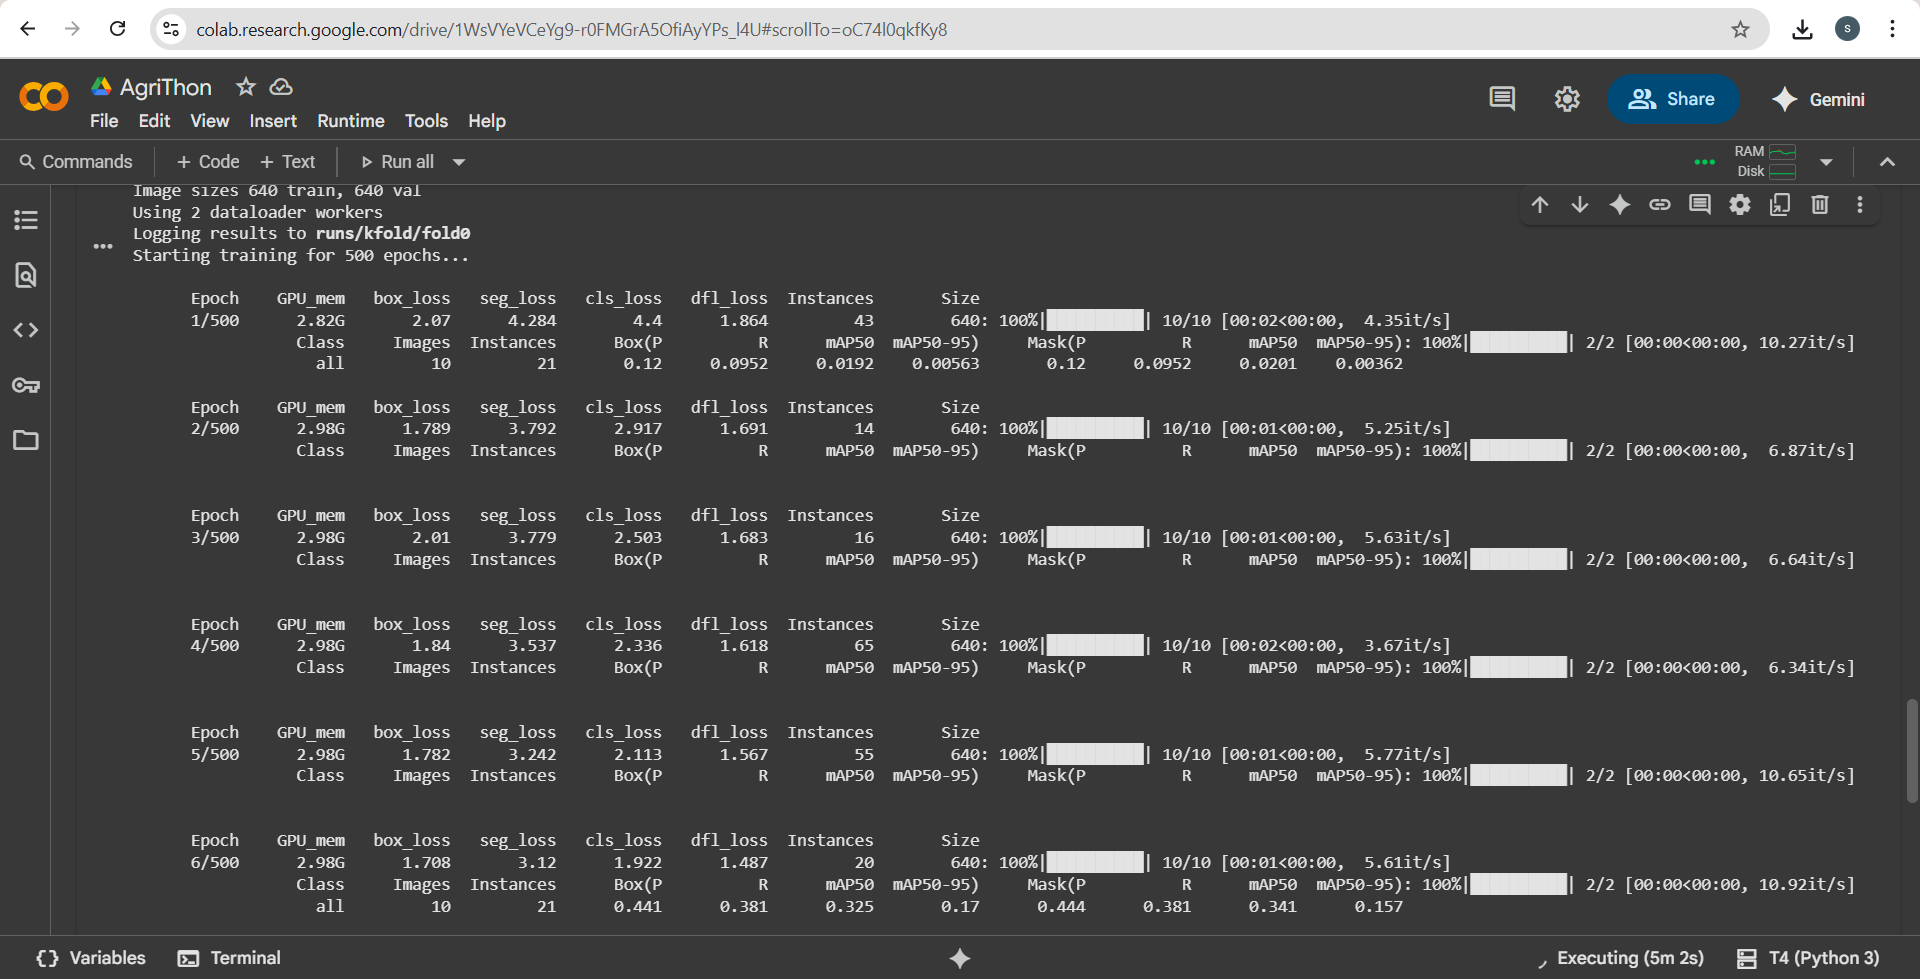 colab.research.google.com/drive/1WsVYeVCeYg9-r0FMGrA5OfiAyYPs_l4U#scrollTo=oC74l0qkfKy8
S
AgriThon
File Edit View Insert Runtime Tools Help
Share
Gemini
Commands + Code + Text Run all
RAM
Disk
Image sizes 640 train, 640 val
Using 2 dataloader workers
Logging results to runs/kfold/fold0
Starting training for 500 epochs...
Epoch GPU_mem box_loss seg_loss cls_loss dfl_loss Instances Size
1/500 2.82G 2.07 4.284 4.4 1.864 43 640: 100%|██████████| 10/10 [00:02<00:00, 4.35it/s]
Class Images Instances Box(P R mAP50 mAP50-95) Mask(P R mAP50 mAP50-95): 100%|██████████| 2/2 [00:00<00:00, 10.27it/s]
all 10 21 0.12 0.0952 0.0192 0.00563 0.12 0.0952 0.0201 0.00362
Epoch GPU_mem box_loss seg_loss cls_loss dfl_loss Instances Size
2/500 2.98G 1.789 3.792 2.917 1.691 14 640: 100%|██████████| 10/10 [00:01<00:00, 5.25it/s]
Class Images Instances Box(P R mAP50 mAP50-95) Mask(P R mAP50 mAP50-95): 100%|██████████| 2/2 [00:00<00:00, 6.87it/s]
Epoch GPU_mem box_loss seg_loss cls_loss dfl_loss Instances Size
3/500 2.98G 2.01 3.779 2.503 1.683 16 640: 100%|██████████| 10/10 [00:01<00:00, 5.63it/s]
Class Images Instances Box(P R mAP50 mAP50-95) Mask(P R mAP50 mAP50-95): 100%|██████████| 2/2 [00:00<00:00, 6.64it/s]
Epoch GPU_mem box_loss seg_loss cls_loss dfl_loss Instances Size
4/500 2.98G 1.84 3.537 2.336 1.618 65 640: 100%|██████████| 10/10 [00:02<00:00, 3.67it/s]
Class Images Instances Box(P R mAP50 mAP50-95) Mask(P R mAP50 mAP50-95): 100%|██████████| 2/2 [00:00<00:00, 6.34it/s]
Epoch GPU_mem box_loss seg_loss cls_loss dfl_loss Instances Size
5/500 2.98G 1.782 3.242 2.113 1.567 55 640: 100%|██████████| 10/10 [00:01<00:00, 5.77it/s]
Class Images Instances Box(P R mAP50 mAP50-95) Mask(P R mAP50 mAP50-95): 100%|██████████| 2/2 [00:00<00:00, 10.65it/s]
Epoch GPU_mem box_loss seg_loss cls_loss dfl_loss Instances Size
6/500 2.98G 1.708 3.12 1.922 1.487 20 640: 100%|██████████| 10/10 [00:01<00:00, 5.61it/s]
Class Images Instances Box(P R mAP50 mAP50-95) Mask(P R mAP50 mAP50-95): 100%|██████████| 2/2 [00:00<00:00, 10.92it/s]
all 10 21 0.441 0.381 0.325 0.17 0.444 0.381 0.341 0.157
Variables Terminal Executing (5m 2s) T4 (Python 3)